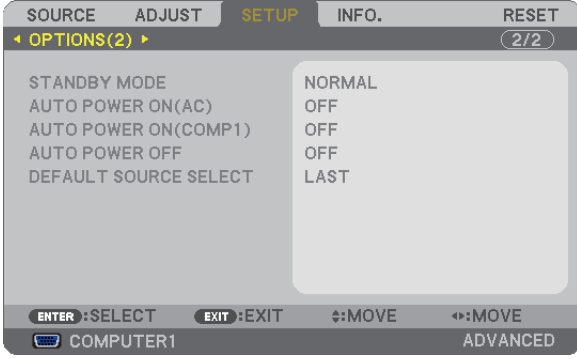 SOURCE ADJUST SETUP INFO. RESET
OPTIONS(2) 2/2
STANDBY MODE NORMAL
AUTO POWER ON(AC) OFF
AUTO POWER ON(COMP1) OFF
AUTO POWER OFF OFF
DEFAULT SOURCE SELECT LAST
ENTER :SELECT EXIT :EXIT :MOVE :MOVE
COMPUTER1 ADVANCED